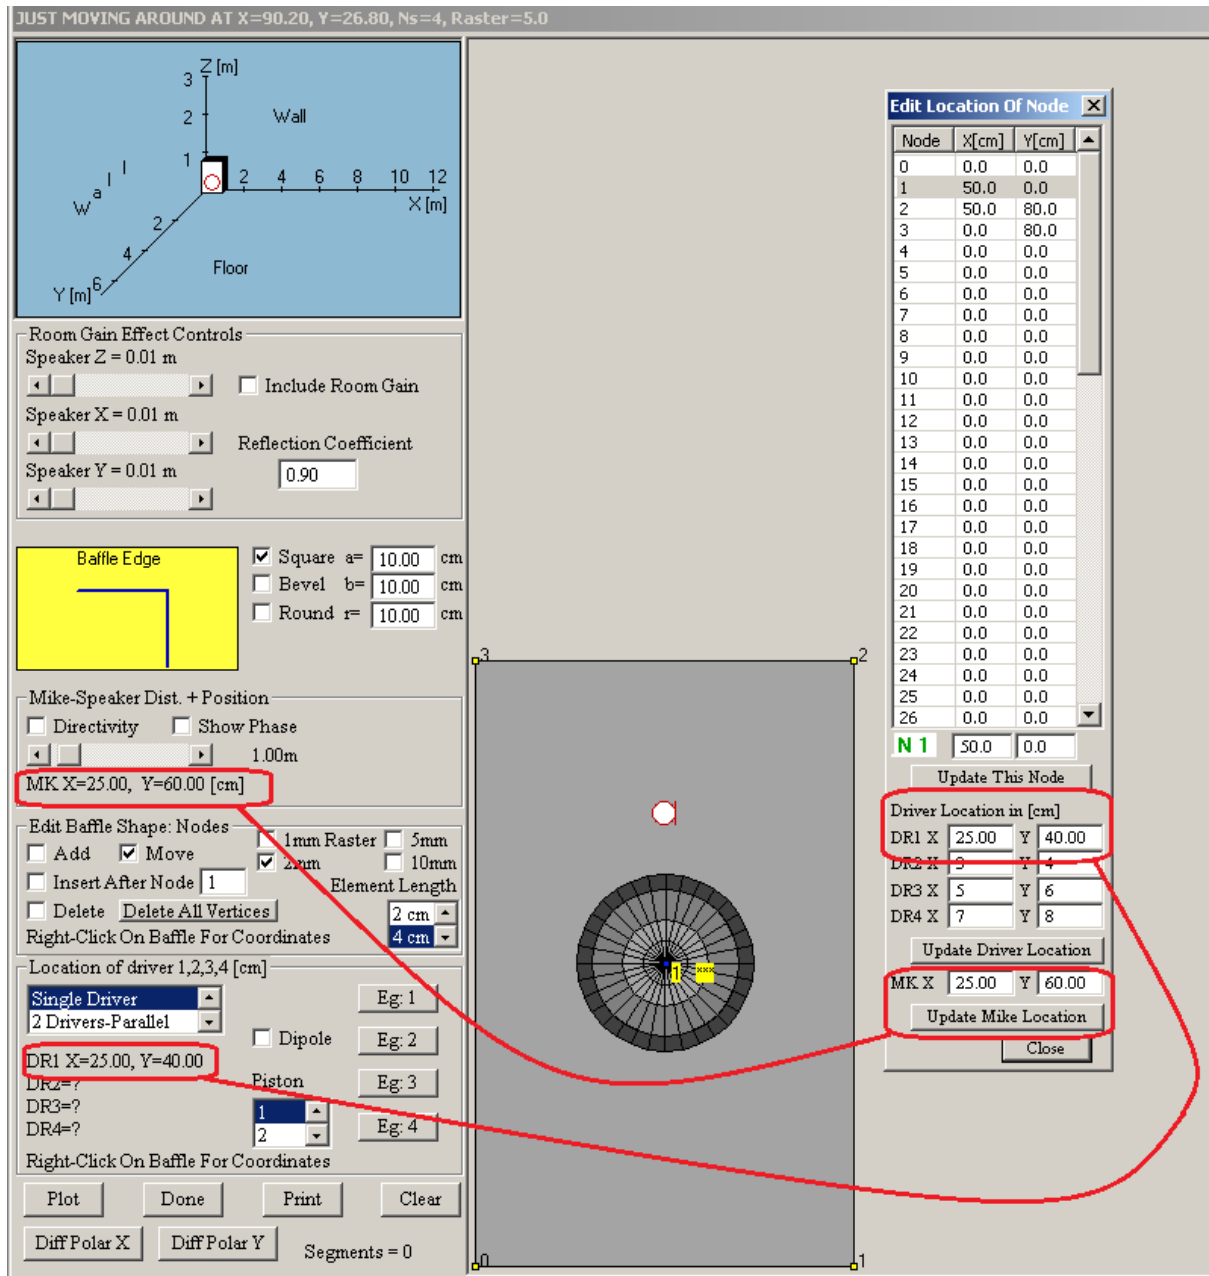 JUST MOVING AROUND AT X=90.20, Y=26.80, Ns=4, Raster=5.0
Z [m]
3
2
1
Wall
Wall
2 4 6 8 10 12
X [m]
2
4
6
Y [m]
Floor
Room Gain Effect Controls
Speaker Z = 0.01 m
Include Room Gain
Speaker X = 0.01 m
Reflection Coefficient
Speaker Y = 0.01 m
0.90
Baffle Edge
Square a= 10.00 cm
Bevel b= 10.00 cm
Round r= 10.00 cm
Mike-Speaker Dist. + Position
Directivity Show Phase
1.00m
MK X=25.00, Y=60.00 [cm]
Edit Baffle Shape: Nodes
1mm Raster 5mm
Add Move 2mm 10mm
Insert After Node 1 Element Length
Delete Delete All Vertices 2 cm
Right-Click On Baffle For Coordinates 4 cm
Location of driver 1,2,3,4 [cm]
Single Driver Eg: 1
2 Drivers-Parallel
Dipole Eg: 2
DR1 X=25.00, Y=40.00
DR2=? Piston Eg: 3
DR3=? 1
DR4=? 2 Eg: 4
Right-Click On Baffle For Coordinates
Plot Done Print Clear
Diff Polar X Diff Polar Y Segments = 0
3 2
1 ***
0 1
Edit Location Of Node
Node X[cm] Y[cm]
0 0.0 0.0
1 50.0 0.0
2 50.0 80.0
3 0.0 80.0
4 0.0 0.0
5 0.0 0.0
6 0.0 0.0
7 0.0 0.0
8 0.0 0.0
9 0.0 0.0
10 0.0 0.0
11 0.0 0.0
12 0.0 0.0
13 0.0 0.0
14 0.0 0.0
15 0.0 0.0
16 0.0 0.0
17 0.0 0.0
18 0.0 0.0
19 0.0 0.0
20 0.0 0.0
21 0.0 0.0
22 0.0 0.0
23 0.0 0.0
24 0.0 0.0
25 0.0 0.0
26 0.0 0.0
N 1 50.0 0.0
Update This Node
Driver Location in [cm]
DR1 X 25.00 Y 40.00
DR2 X 3 Y 4
DR3 X 5 Y 6
DR4 X 7 Y 8
Update Driver Location
MK X 25.00 Y 60.00
Update Mike Location
Close